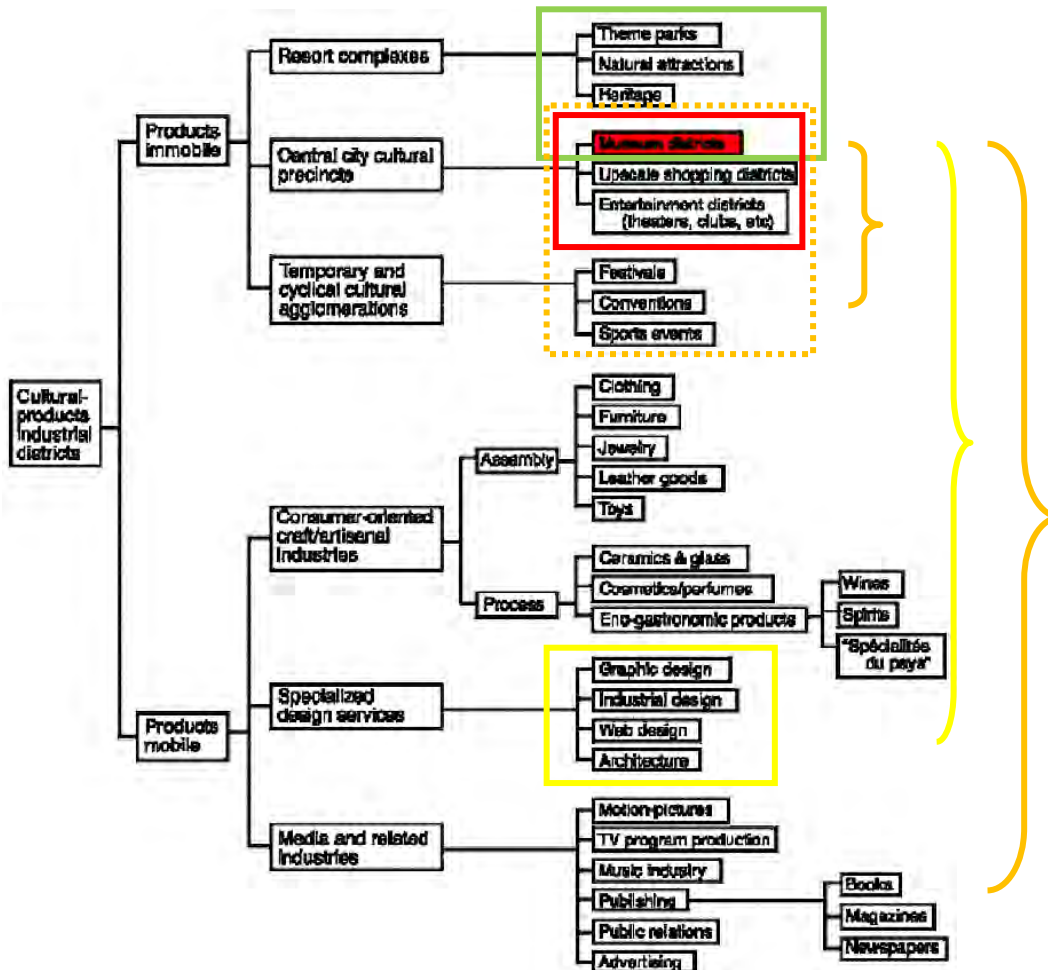 Cultural-
products
industrial
districts
Products
immobile
Resort complexes
Theme parks
Natural attractions
Heritage
Central city cultural
precincts
Museum districts
Upscale shopping districts
Entertainment districts
(theaters, clubs, etc)
Temporary and
cyclical cultural
agglomerations
Festivals
Conventions
Sports events
Products
mobile
Consumer-oriented
craft/artisanal
Industries
Assembly
Clothing
Furniture
Jewelry
Leather goods
Toys
Process
Ceramics & glass
Cosmetics/perfumes
Eno-gastronomic products
Wines
Spirits
"Spécialités
du pays"
Specialized
design services
Graphic design
Industrial design
Web design
Architecture
Media and related
industries
Motion-pictures
TV program production
Music industry
Publishing
Books
Magazines
Newspapers
Public relations
Advertising